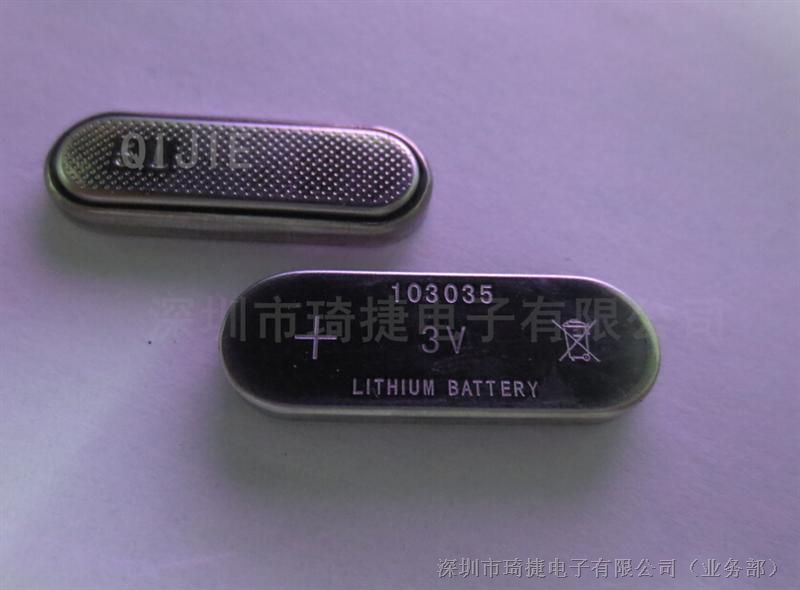 QIJIE
103035
深圳市琦捷电子有限公司
+ 3V
LITHIUM BATTERY
深圳市琦捷电子有限公司（业务部）